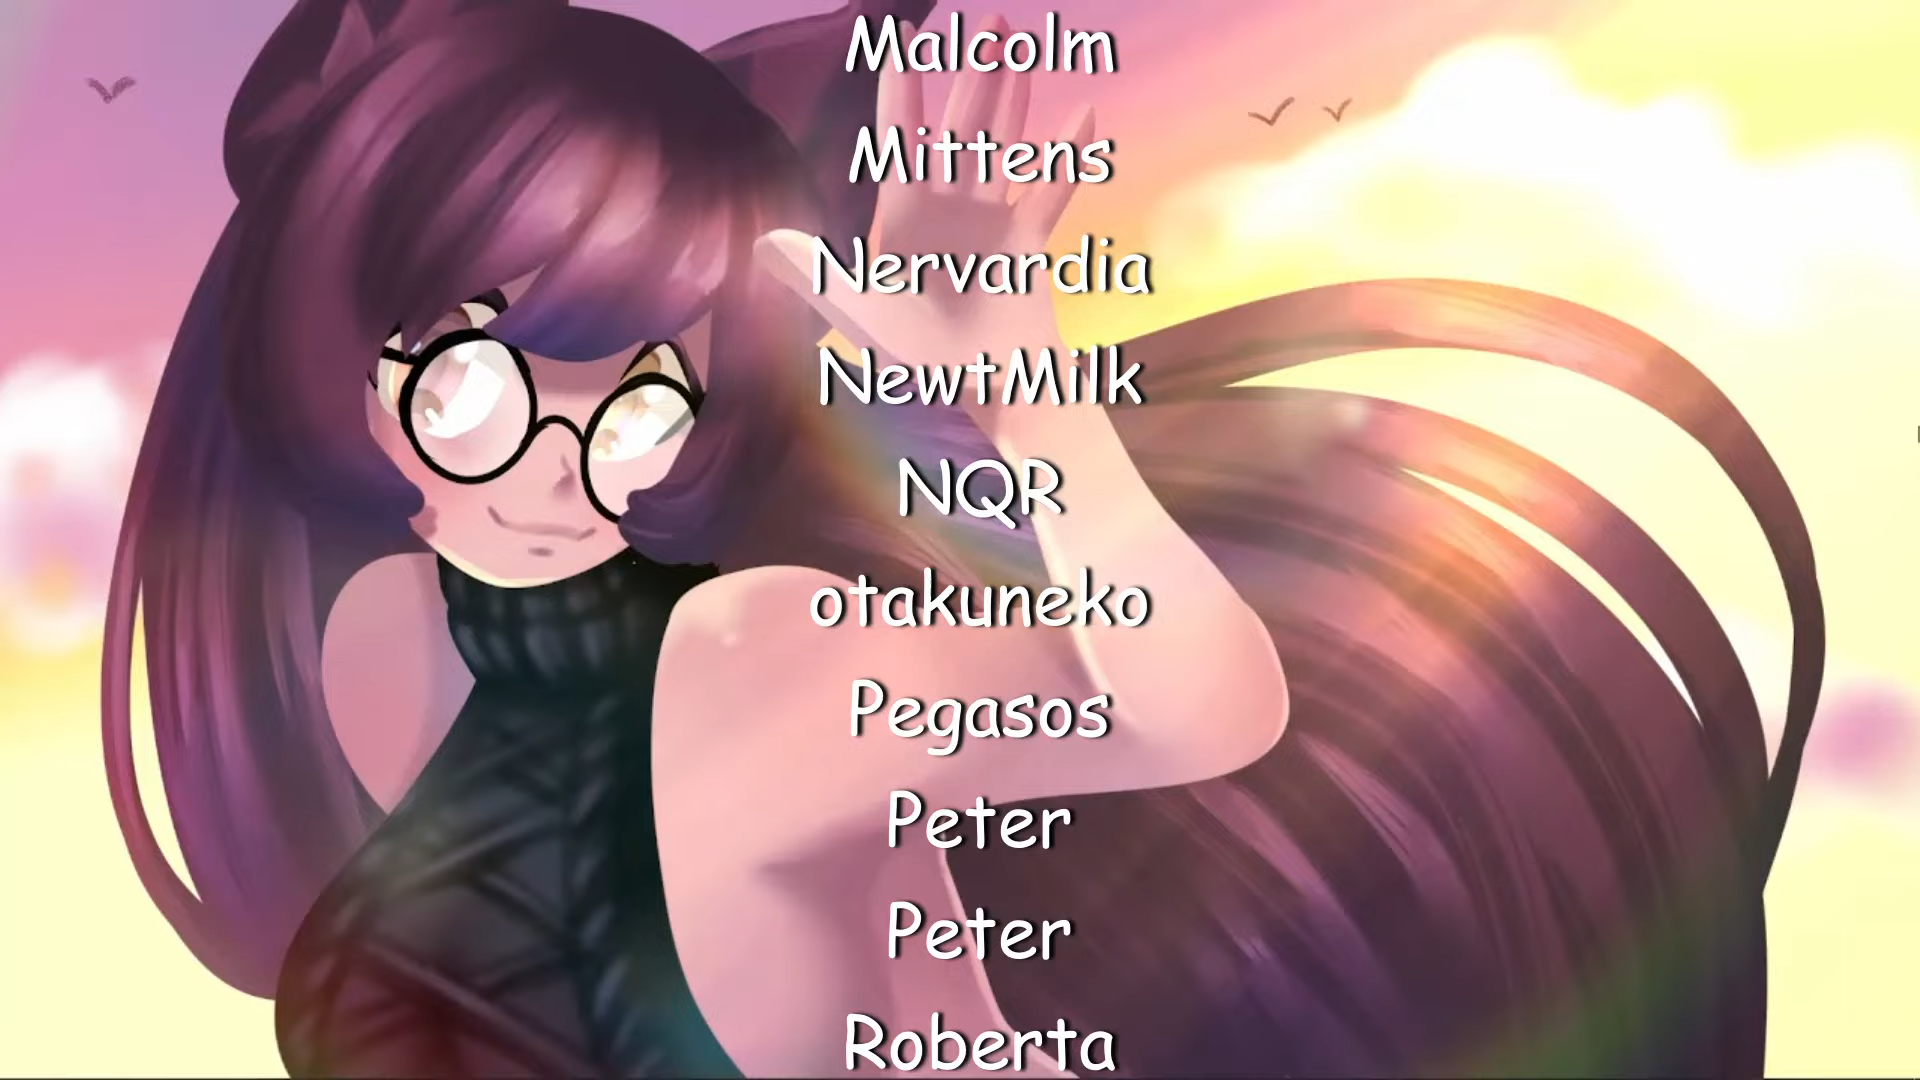 Malcolm
Mittens
Nervardia
NewtMilk
NQR
otakuneko
Pegasos
Peter
Peter
Roberta